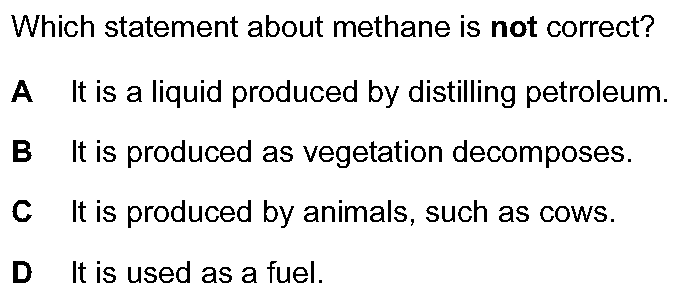 Which statement about methane is not correct?
A It is a liquid produced by distilling petroleum.
B It is produced as vegetation decomposes.
C It is produced by animals, such as cows.
D It is used as a fuel.